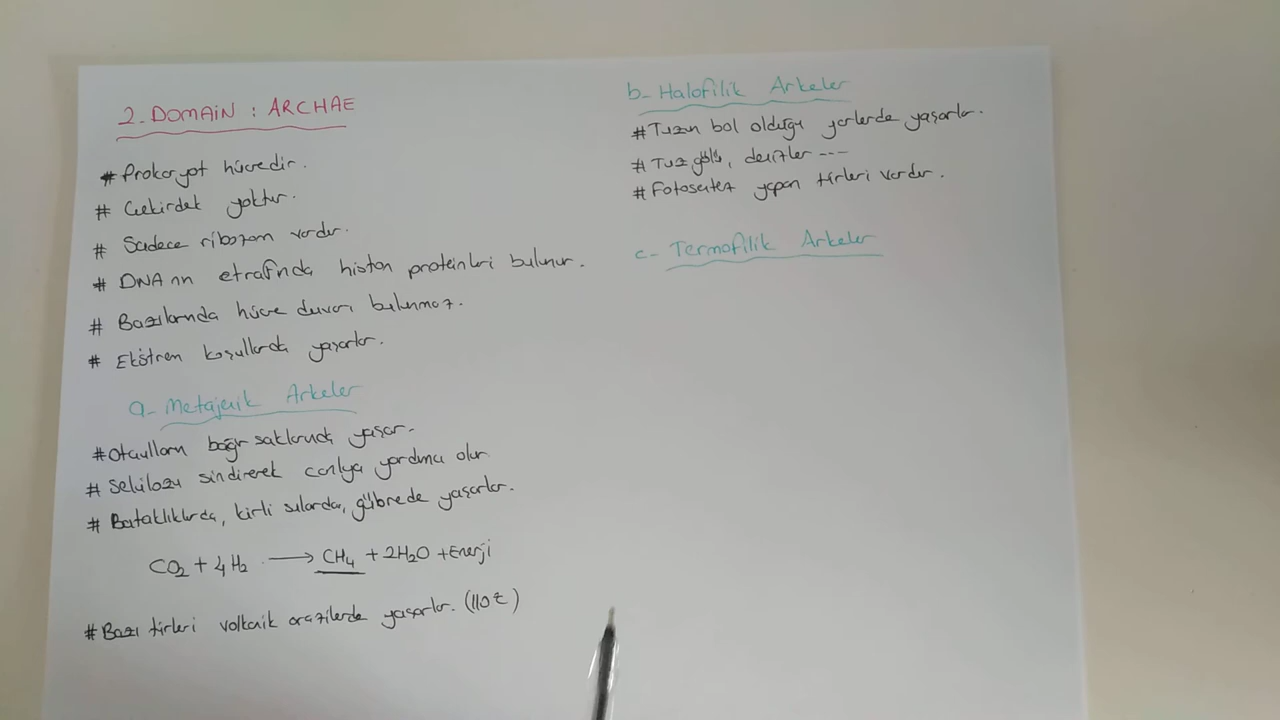 2-DOMAIN : ARCHAE
# Prokaryot hücredir.
# Çekirdek yoktur.
# Sadece ribozom vardır.
# DNA nın etrafında histon proteinleri bulunur.
# Bazılarında hücre duvarı bulunmaz.
# Ekstrem koşullarda yaşarlar.
a- Metajenik Arkeler
# Otçulların bağırsaklarında yaşar.
# Selülozu sindirerek canlıya yardımcı olur
# Bataklıklarda, kirli sularda, gübrede yaşarlar.
CO₂ + 4H₂ → CH₄ + 2H₂O + Enerji
# Bazı türleri volkanik arazilerde yaşarlar. (110
b- Halofilik Arkeler
# Tuzun bol olduğu yerlerde yaşarlar.
# Tuz gölü, denizler ---
# Fotosentez yapan türleri vardır.
c- Termofilik Arkeler